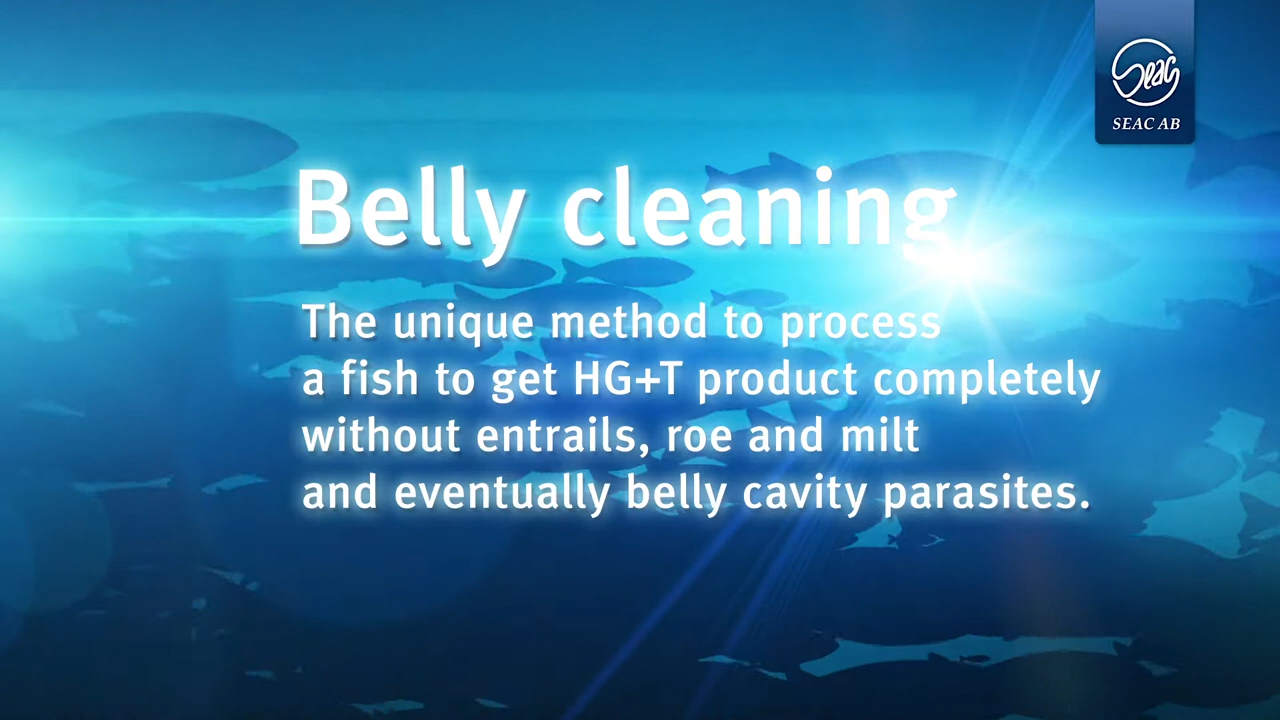 Seac
SEAC AB
Belly cleaning
The unique method to process
a fish to get HG+T product completely
without entrails, roe and milt
and eventually belly cavity parasites.